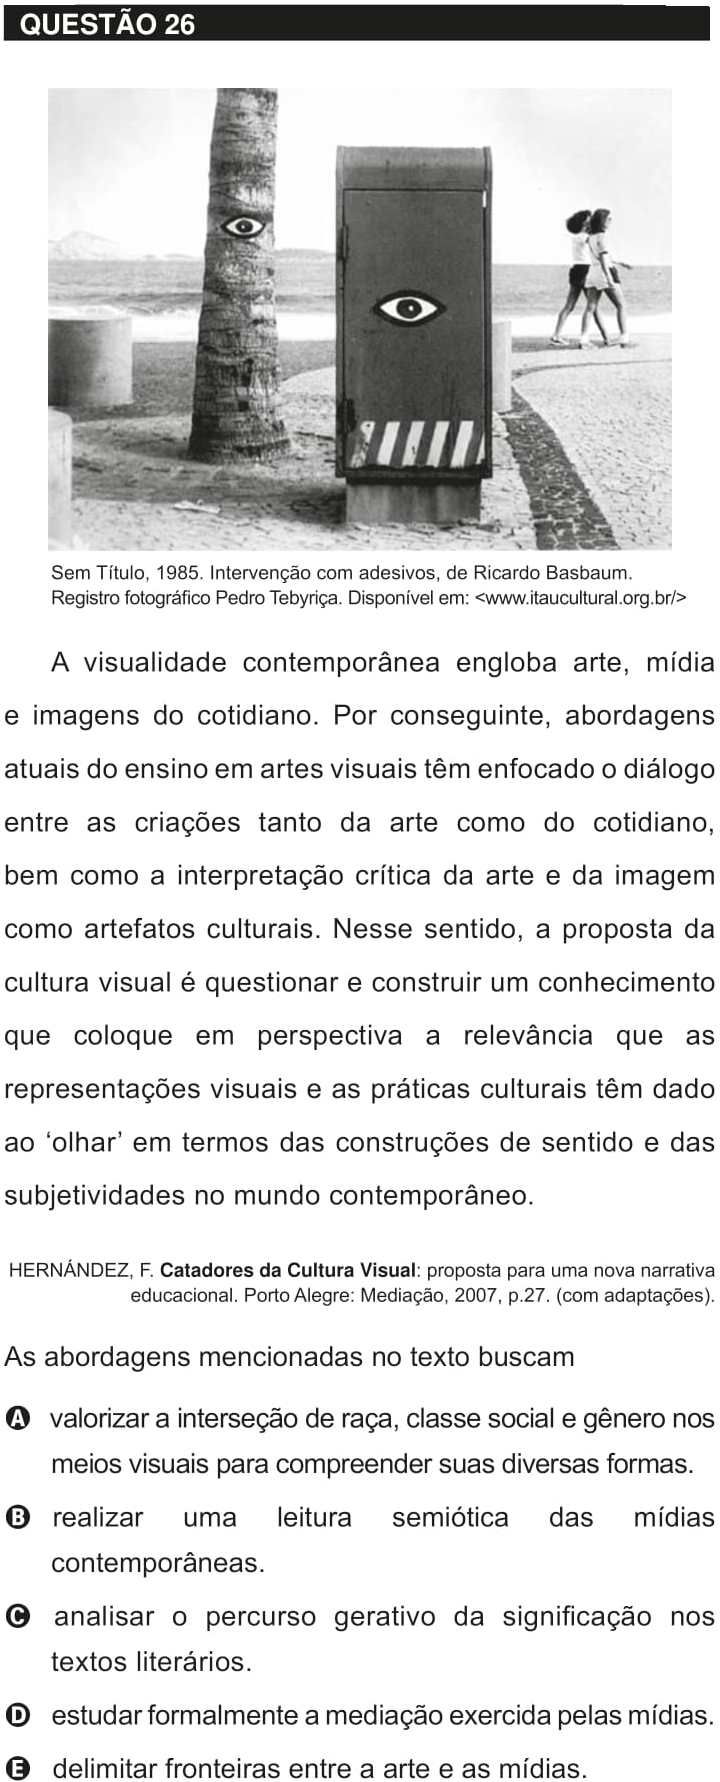 QUESTÃO 26
Sem Título, 1985. Intervenção com adesivos, de Ricardo Basbaum.
Registro fotográfico Pedro Tebyriça. Disponível em: <www.itaucultural.org.br/>
A visualidade contemporânea engloba arte, mídia
e imagens do cotidiano. Por conseguinte, abordagens
atuais do ensino em artes visuais têm enfocado o diálogo
entre as criações tanto da arte como do cotidiano,
bem como a interpretação crítica da arte e da imagem
como artefatos culturais. Nesse sentido, a proposta da
cultura visual é questionar e construir um conhecimento
que coloque em perspectiva a relevância que as
representações visuais e as práticas culturais têm dado
ao ‘olhar’ em termos das construções de sentido e das
subjetividades no mundo contemporâneo.
HERNÁNDEZ, F. Catadores da Cultura Visual: proposta para uma nova narrativa
educacional. Porto Alegre: Mediação, 2007, p.27. (com adaptações).
As abordagens mencionadas no texto buscam
A valorizar a interseção de raça, classe social e gênero nos
meios visuais para compreender suas diversas formas.
B realizar uma leitura semiótica das mídias
contemporâneas.
C analisar o percurso gerativo da significação nos
textos literários.
D estudar formalmente a mediação exercida pelas mídias.
E delimitar fronteiras entre a arte e as mídias.